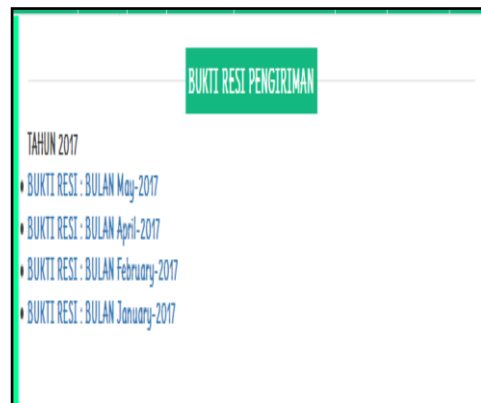 BUKTI RESI PENGIRIMAN
TAHUN 2017
• BUKTI RESI : BULAN May-2017
• BUKTI RESI : BULAN April-2017
• BUKTI RESI : BULAN February-2017
• BUKTI RESI : BULAN January-2017